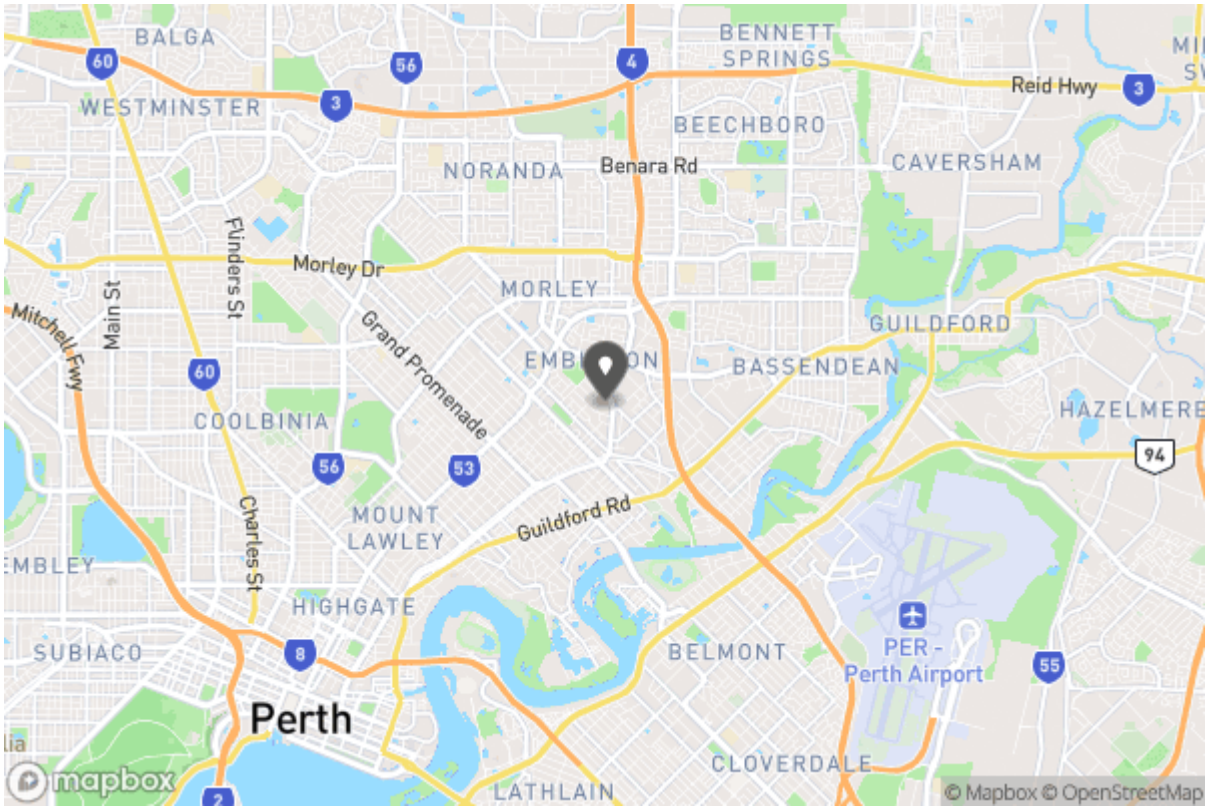 BALGA
60
56
4
BENNETT
SPRINGS
WESTMINSTER
3
Reid Hwy
3
BEECHBORO
NORANDA
Benara Rd
CAVERSHAM
Flinders St
Morley Dr
Main St
MORLEY
Mitchell Fwy
Grand Promenade
GUILDFORD
60
BASSENDEAN
COOLBINIA
HAZELMERE
56
53
94
Charles St
MOUNT
LAWLEY
Guildford Rd
HIGHGATE
SUBIACO
8
BELMONT
PER -
Perth Airport
55
Perth
CLOVERDALE
mapbox
2
LATHLAIN
© Mapbox © OpenStreetMap